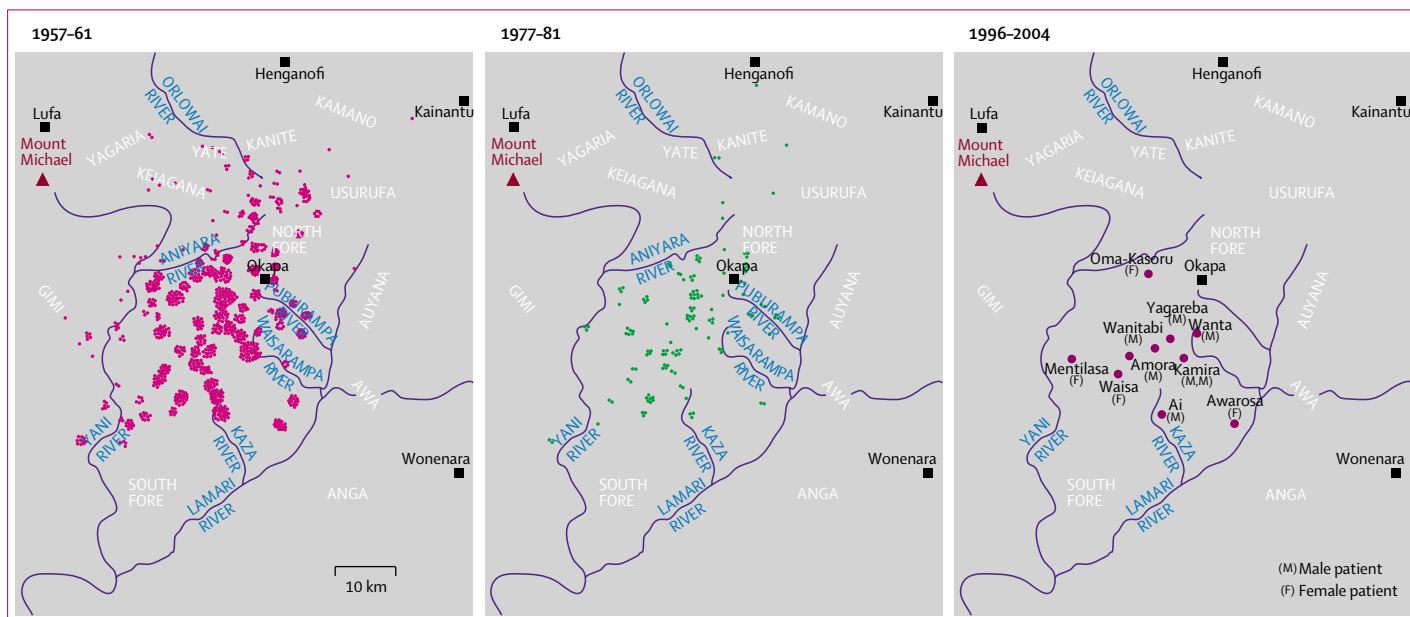 1957–61
Henganofi
ORLOWAI
RIVER
KAMANO
Kainantu
Lufa
Mount
Michael
YAGARIA
YATE
KANITE
KEIAGANA
USURUFA
NORTH
FORE
ANIYARA
RIVER
Okapa
GIMI
PUBURAMPA
RIVER
AUYANA
WAISARAMPA
RIVER
AWA
YANI
RIVER
KAZA
RIVER
Wonenara
SOUTH
FORE
LAMARI
RIVER
ANGA
10 km
1977–81
Henganofi
ORLOWAI
RIVER
KAMANO
Kainantu
Lufa
Mount
Michael
YAGARIA
YATE
KANITE
KEIAGANA
USURUFA
NORTH
FORE
ANIYARA
RIVER
Okapa
GIMI
PUBURAMPA
RIVER
AUYANA
WAISARAMPA
RIVER
AWA
YANI
RIVER
KAZA
RIVER
Wonenara
SOUTH
FORE
LAMARI
RIVER
ANGA
1996–2004
Henganofi
ORLOWAI
RIVER
KAMANO
Kainantu
Lufa
Mount
Michael
YAGARIA
YATE
KANITE
KEIAGANA
USURUFA
NORTH
FORE
Oma-Kasoru
(F)
Okapa
GIMI
AUYANA
Yagareba
(M)
Wanitabi
(M)
Wanta
(M)
Mentilasa
(F)
Amora
(M)
Kamira
(M,M)
Waisa
(F)
AWA
Ai
(M)
Awarosa
(F)
YANI
RIVER
KAZA
RIVER
Wonenara
SOUTH
FORE
LAMARI
RIVER
ANGA
(M) Male patient
(F) Female patient